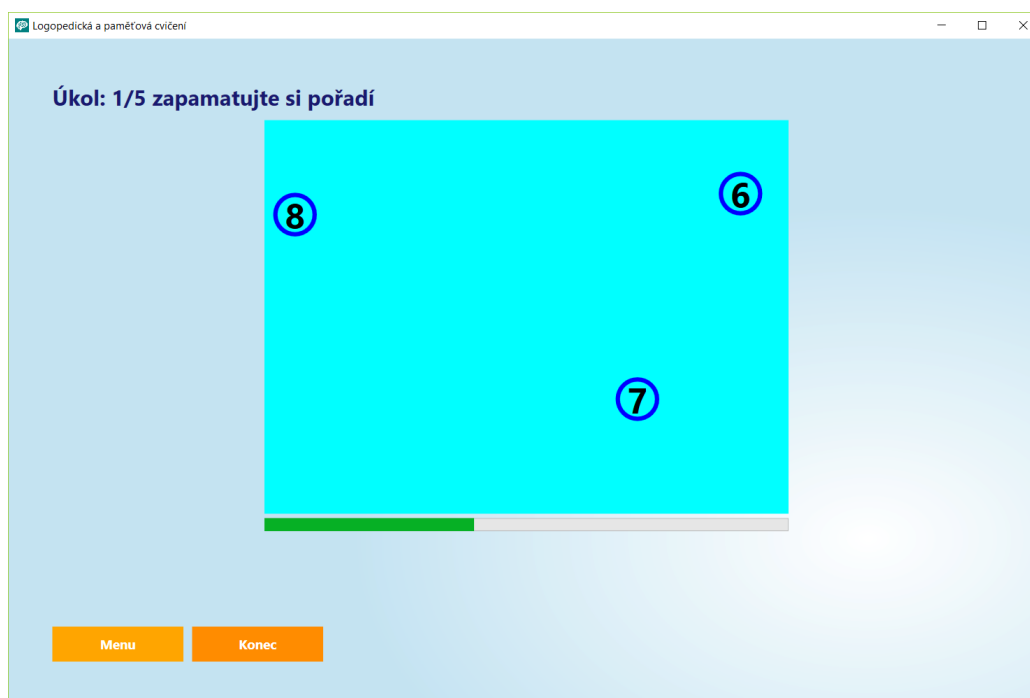 Logopedická a paměťová cvičení
Úkol: 1/5 zapamatujte si pořadí
6
8
7
Menu
Konec